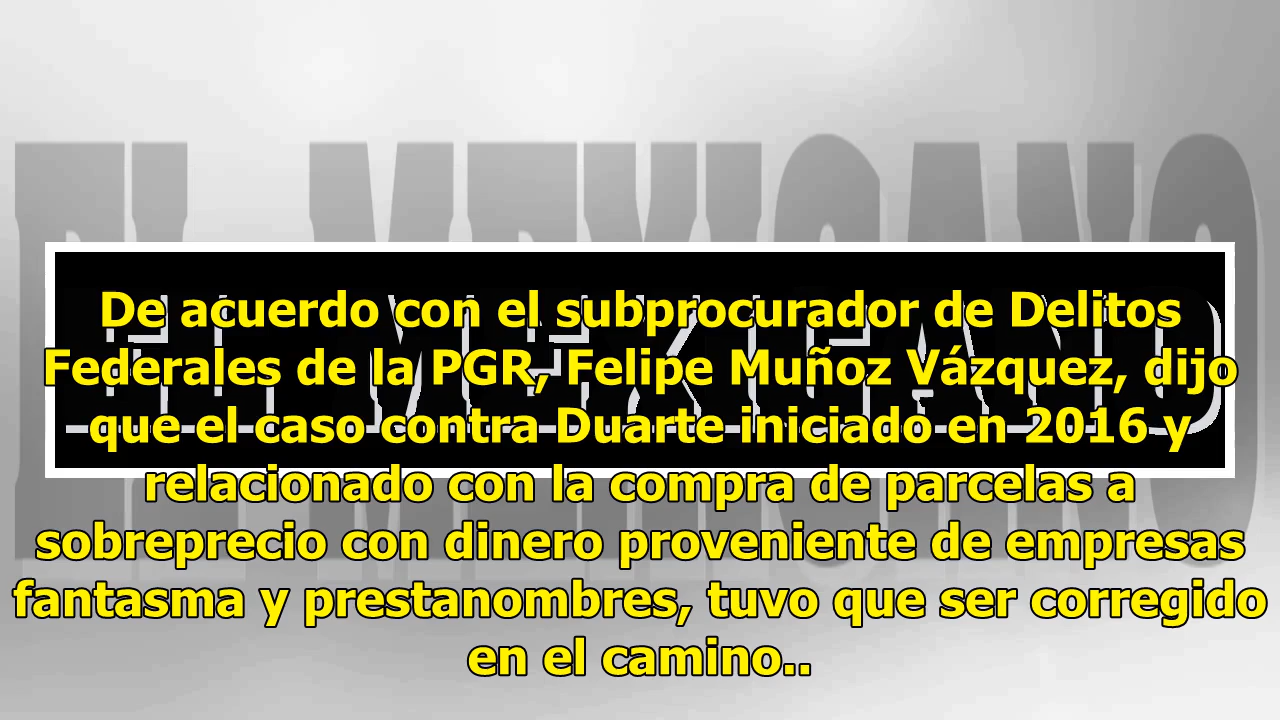 EL MEXICANO
De acuerdo con el subprocurador de Delitos
Federales de la PGR, Felipe Muñoz Vázquez, dijo
que el caso contra Duarte iniciado en 2016 y
relacionado con la compra de parcelas a
sobreprecio con dinero proveniente de empresas
fantasma y prestanombres, tuvo que ser corregido
en el camino..